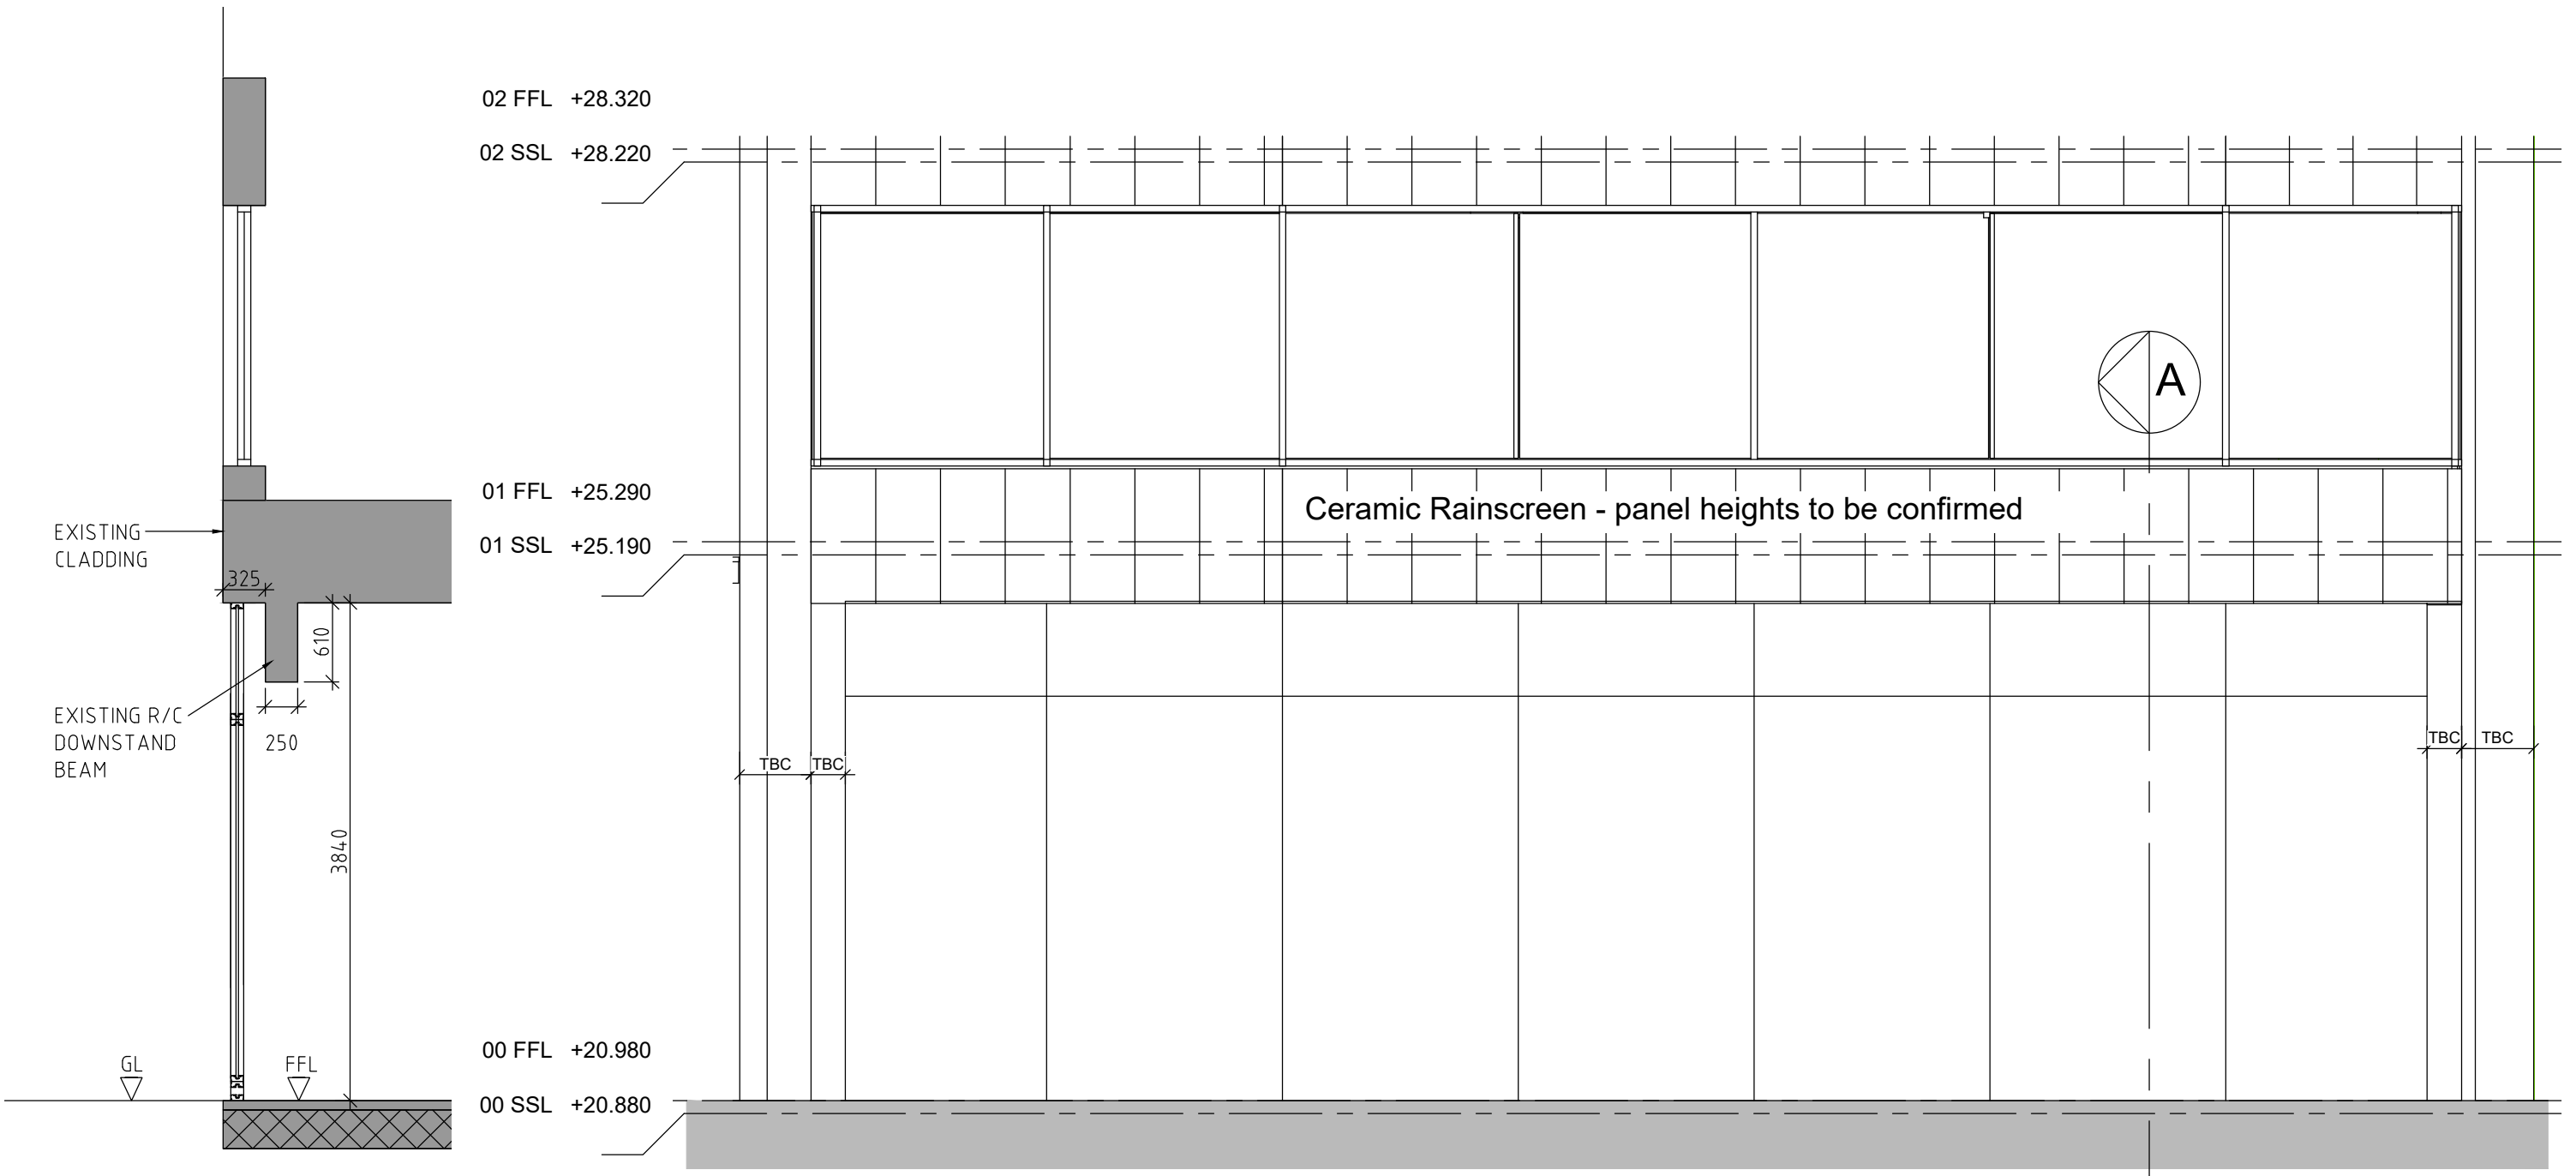 02 FFL +28.320
02 SSL +28.220
A
01 FFL +25.290
Ceramic Rainscreen - panel heights to be confirmed
EXISTING
CLADDING
01 SSL +25.190
325
610
EXISTING R/C
DOWNSTAND
BEAM
250
TBC TBC
TBC TBC
3840
GL
FFL
00 FFL +20.980
00 SSL +20.880